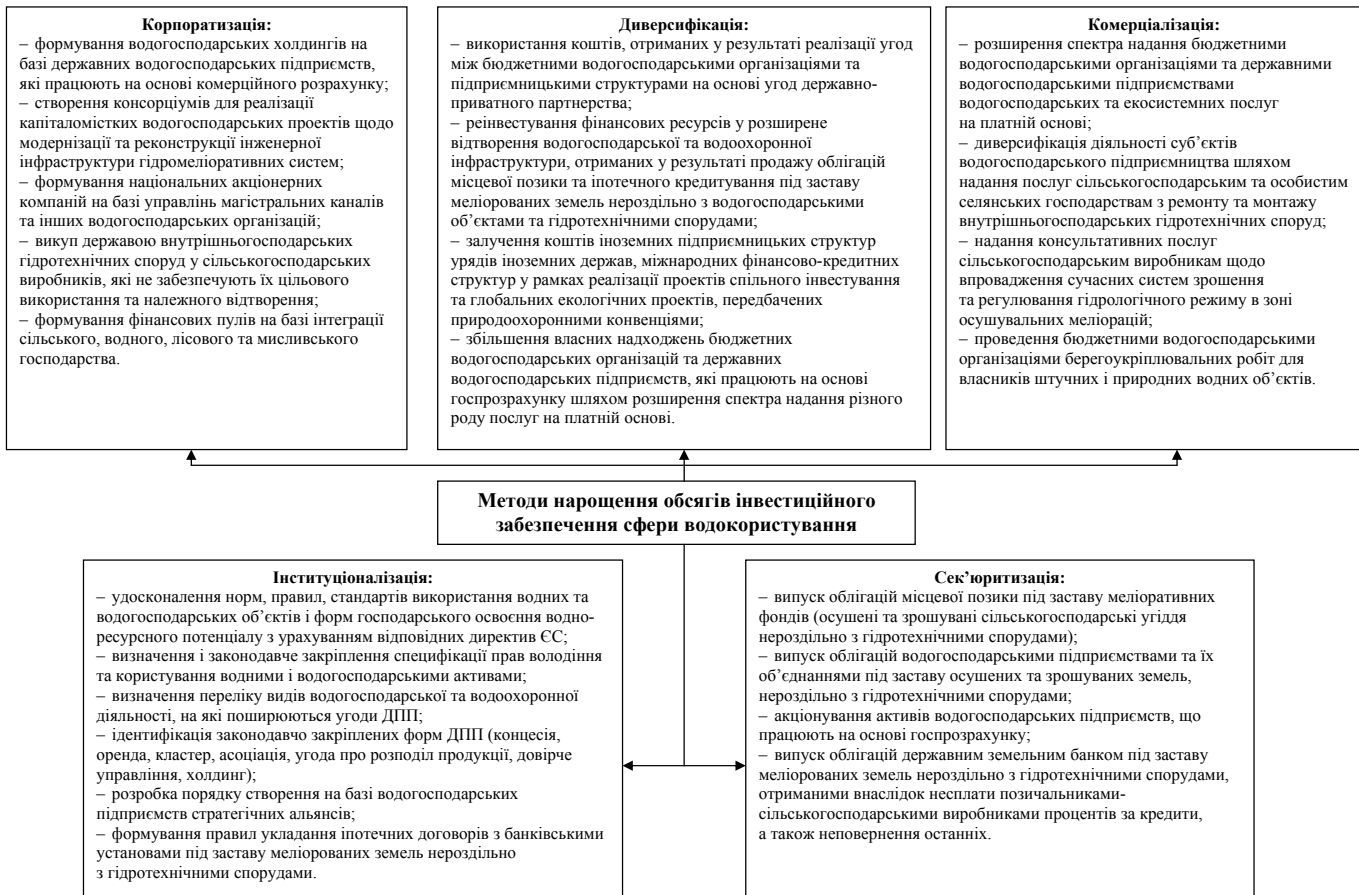 Корпоратизація:
– формування водогосподарських холдингів на
базі державних водогосподарських підприємств,
які працюють на основі комерційного розрахунку;
– створення консорціумів для реалізації
капіталомістких водогосподарських проектів щодо
модернізації та реконструкції інженерної
інфраструктури гідромеліоративних систем;
– формування національних акціонерних
компаній на базі управлінь магістральних каналів
та інших водогосподарських організацій;
– викуп державою внутрішньогосподарських
гідротехнічних споруд у сільськогосподарських
виробників, які не забезпечують їх цільового
використання та належного відтворення;
– формування фінансових пулів на базі інтеграції
сільського, водного, лісового та мисливського
господарства.
Диверсифікація:
– використання коштів, отриманих у результаті реалізації угод
між бюджетними водогосподарськими організаціями та
підприємницькими структурами на основі угод державно-
приватного партнерства;
– реінвестування фінансових ресурсів у розширене
відтворення водогосподарської та водоохоронної
інфраструктури, отриманих у результаті продажу облігацій
місцевої позики та іпотечного кредитування під заставу
меліорованих земель нероздільно з водогосподарськими
об’єктами та гідротехнічними спорудами;
– залучення коштів іноземних підприємницьких структур
урядів іноземних держав, міжнародних фінансово-кредитних
структур у рамках реалізації проектів спільного інвестування
та глобальних екологічних проектів, передбачених
природоохоронними конвенціями;
– збільшення власних надходжень бюджетних
водогосподарських організацій та державних
водогосподарських підприємств, які працюють на основі
госпрозрахунку шляхом розширення спектра надання різного
роду послуг на платній основі.
Комерціалізація:
– розширення спектра надання бюджетними
водогосподарськими організаціями та державними
водогосподарськими підприємствами
водогосподарських та екосистемних послуг
на платній основі;
– диверсифікація діяльності суб’єктів
водогосподарського підприємництва шляхом
надання послуг сільськогосподарським та особистим
селянських господарствам з ремонту та монтажу
внутрішньогосподарських гідротехнічних споруд;
– надання консультативних послуг
сільськогосподарським виробникам щодо
впровадження сучасних систем зрошення
та регулювання гідрологічного режиму в зоні
осушувальних меліорацій;
– проведення бюджетними водогосподарськими
організаціями берегоукріплювальних робіт для
власників штучних і природних водних об’єктів.
Методи нарощення обсягів інвестиційного
забезпечення сфери водокористування
Інституціоналізація:
– удосконалення норм, правил, стандартів використання водних та
водогосподарських об’єктів і форм господарського освоєння водно-
ресурсного потенціалу з урахуванням відповідних директив ЄС;
– визначення і законодавче закріплення специфікації прав володіння
та користування водними і водогосподарськими активами;
– визначення переліку видів водогосподарської та водоохоронної
діяльності, на які поширюються угоди ДПП;
– ідентифікація законодавчо закріплених форм ДПП (концесія,
оренда, кластер, асоціація, угода про розподіл продукції, довірче
управління, холдинг);
– розробка порядку створення на базі водогосподарських
підприємств стратегічних альянсів;
– формування правил укладання іпотечних договорів з банківськими
установами під заставу меліорованих земель нероздільно
з гідротехнічними спорудами.
Сек’юритизація:
– випуск облігацій місцевої позики під заставу меліоративних
фондів (осушені та зрошувані сільськогосподарські угіддя
нероздільно з гідротехнічними спорудами);
– випуск облігацій водогосподарськими підприємствами та їх
об’єднаннями під заставу осушених та зрошуваних земель,
нероздільно з гідротехнічними спорудами;
– акціонування активів водогосподарських підприємств, що
працюють на основі госпрозрахунку;
– випуск облігацій державним земельним банком під заставу
меліорованих земель нероздільно з гідротехнічними спорудами,
отриманими внаслідок несплати позичальниками-
сільськогосподарськими виробниками процентів за кредити,
а також неповернення останніх.